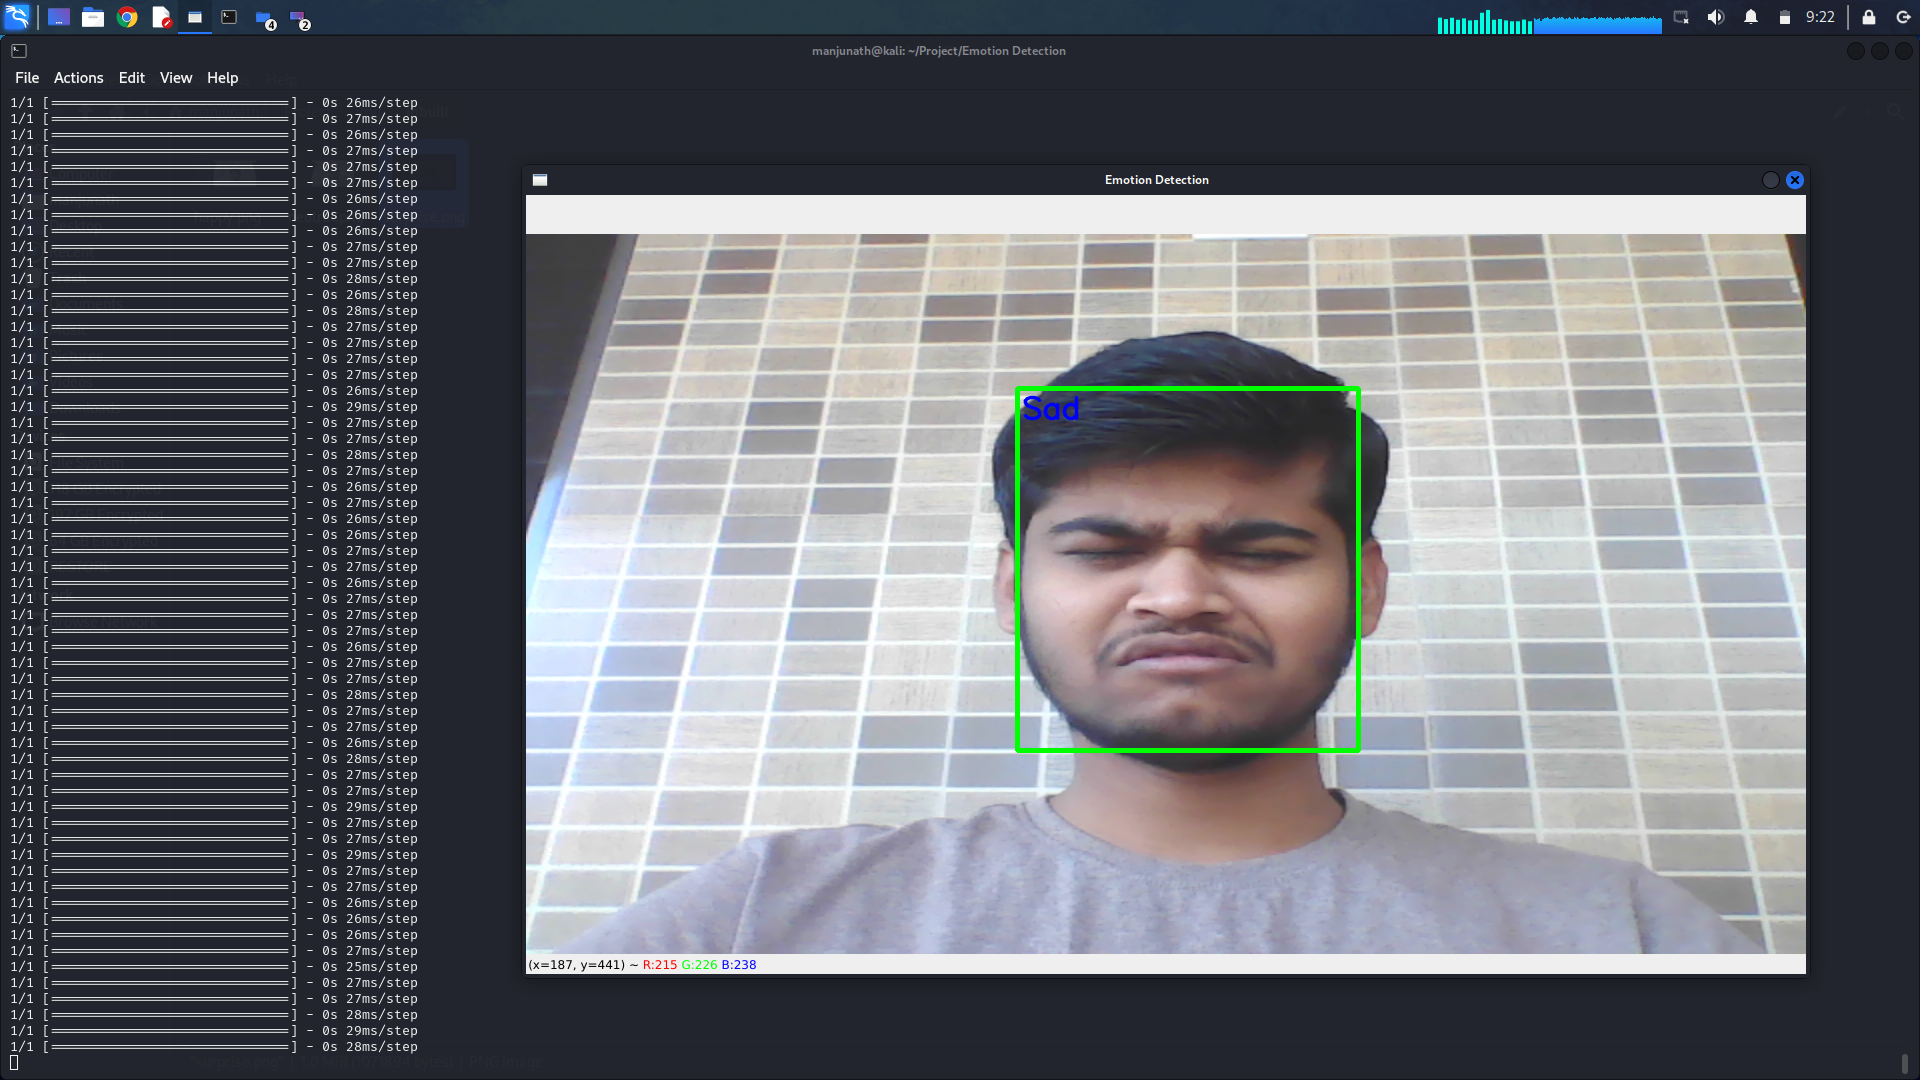 4
2
9:22
manjunath@kali: ~/Project/Emotion Detection
File Actions Edit View Help
1/1 [==============================] - 0s 26ms/step
1/1 [==============================] - 0s 27ms/step
1/1 [==============================] - 0s 26ms/step
1/1 [==============================] - 0s 27ms/step
1/1 [==============================] - 0s 27ms/step
1/1 [==============================] - 0s 27ms/step
1/1 [==============================] - 0s 26ms/step
1/1 [==============================] - 0s 26ms/step
1/1 [==============================] - 0s 26ms/step
1/1 [==============================] - 0s 27ms/step
1/1 [==============================] - 0s 27ms/step
1/1 [==============================] - 0s 28ms/step
1/1 [==============================] - 0s 26ms/step
1/1 [==============================] - 0s 28ms/step
1/1 [==============================] - 0s 27ms/step
1/1 [==============================] - 0s 27ms/step
1/1 [==============================] - 0s 27ms/step
1/1 [==============================] - 0s 27ms/step
1/1 [==============================] - 0s 26ms/step
1/1 [==============================] - 0s 29ms/step
1/1 [==============================] - 0s 27ms/step
1/1 [==============================] - 0s 27ms/step
1/1 [==============================] - 0s 28ms/step
1/1 [==============================] - 0s 27ms/step
1/1 [==============================] - 0s 26ms/step
1/1 [==============================] - 0s 27ms/step
1/1 [==============================] - 0s 26ms/step
1/1 [==============================] - 0s 26ms/step
1/1 [==============================] - 0s 27ms/step
1/1 [==============================] - 0s 27ms/step
1/1 [==============================] - 0s 26ms/step
1/1 [==============================] - 0s 27ms/step
1/1 [==============================] - 0s 27ms/step
1/1 [==============================] - 0s 27ms/step
1/1 [==============================] - 0s 26ms/step
1/1 [==============================] - 0s 27ms/step
1/1 [==============================] - 0s 27ms/step
1/1 [==============================] - 0s 28ms/step
1/1 [==============================] - 0s 27ms/step
1/1 [==============================] - 0s 27ms/step
1/1 [==============================] - 0s 26ms/step
1/1 [==============================] - 0s 28ms/step
1/1 [==============================] - 0s 27ms/step
1/1 [==============================] - 0s 27ms/step
1/1 [==============================] - 0s 29ms/step
1/1 [==============================] - 0s 27ms/step
1/1 [==============================] - 0s 27ms/step
1/1 [==============================] - 0s 29ms/step
1/1 [==============================] - 0s 27ms/step
1/1 [==============================] - 0s 27ms/step
1/1 [==============================] - 0s 26ms/step
1/1 [==============================] - 0s 26ms/step
1/1 [==============================] - 0s 26ms/step
1/1 [==============================] - 0s 27ms/step
1/1 [==============================] - 0s 25ms/step
1/1 [==============================] - 0s 27ms/step
1/1 [==============================] - 0s 27ms/step
1/1 [==============================] - 0s 28ms/step
1/1 [==============================] - 0s 29ms/step
1/1 [==============================] - 0s 28ms/step
Emotion Detection
Sad
(x=187, y=441) ~ R:215 G:226 B:238